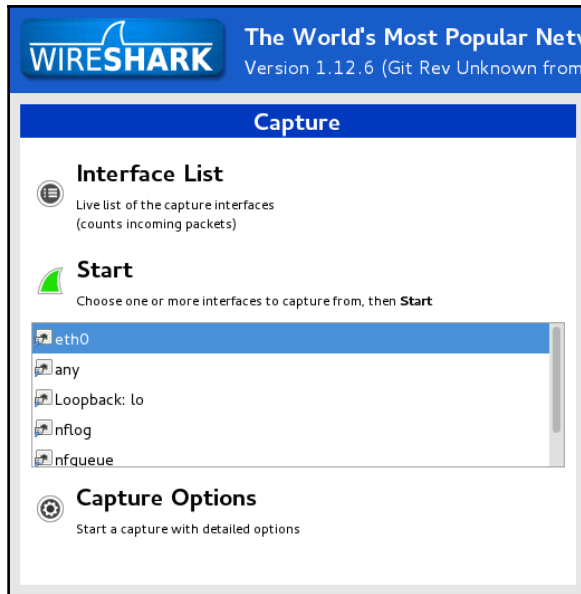 WIRESHARK
The World's Most Popular Netw
Version 1.12.6 (Git Rev Unknown from
Capture
Interface List
Live list of the capture interfaces
(counts incoming packets)
Start
Choose one or more interfaces to capture from, then Start
eth0
any
Loopback: lo
nflog
nfqueue
Capture Options
Start a capture with detailed options